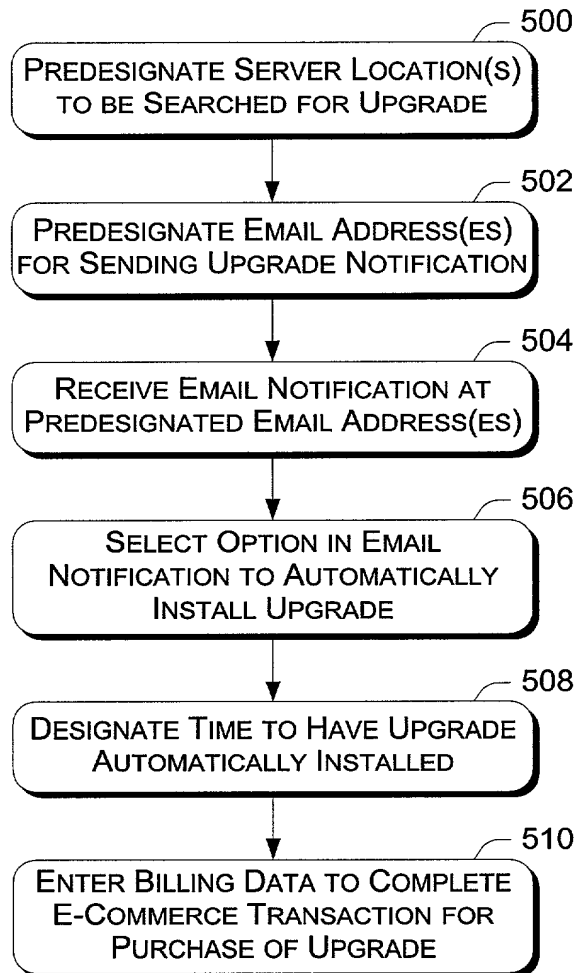 500
PREDESIGNATE SERVER LOCATION(S)
TO BE SEARCHED FOR UPGRADE
502
PREDESIGNATE EMAIL ADDRESS(ES)
FOR SENDING UPGRADE NOTIFICATION
504
RECEIVE EMAIL NOTIFICATION AT
PREDESIGNATED EMAIL ADDRESS(ES)
506
SELECT OPTION IN EMAIL
NOTIFICATION TO AUTOMATICALLY
INSTALL UPGRADE
508
DESIGNATE TIME TO HAVE UPGRADE
AUTOMATICALLY INSTALLED
510
ENTER BILLING DATA TO COMPLETE
E-COMMERCE TRANSACTION FOR
PURCHASE OF UPGRADE